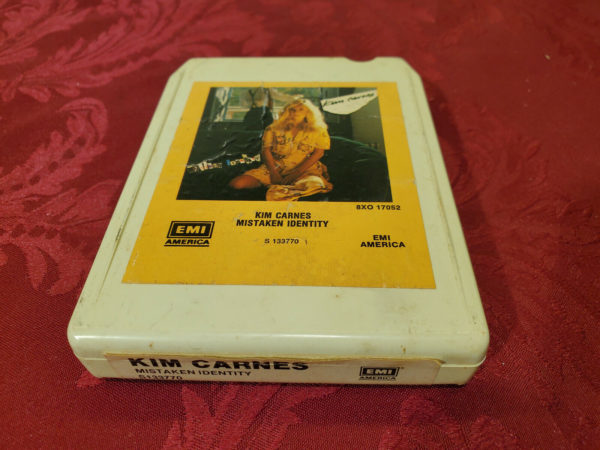 Kim Carnes
8XO 17052
KIM CARNES
MISTAKEN IDENTITY
EMI
AMERICA
S 133770
EMI
AMERICA
KIM CARNES
MISTAKEN IDENTITY
S133770
EMI
AMERICA